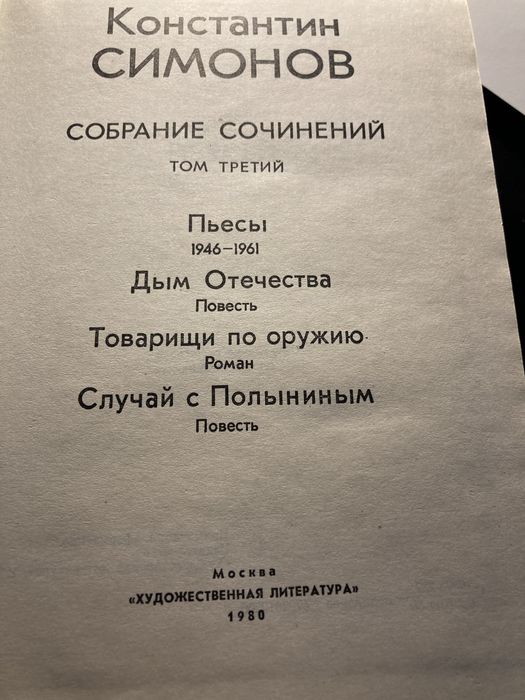 Константин
СИМОНОВ
СОБРАНИЕ СОЧИНЕНИЙ
ТОМ ТРЕТИЙ
Пьесы
1946–1961
Дым Отечества
Повесть
Товарищи по оружию
Роман
Случай с Полыниным
Повесть
Москва
«ХУДОЖЕСТВЕННАЯ ЛИТЕРАТУРА»
1980